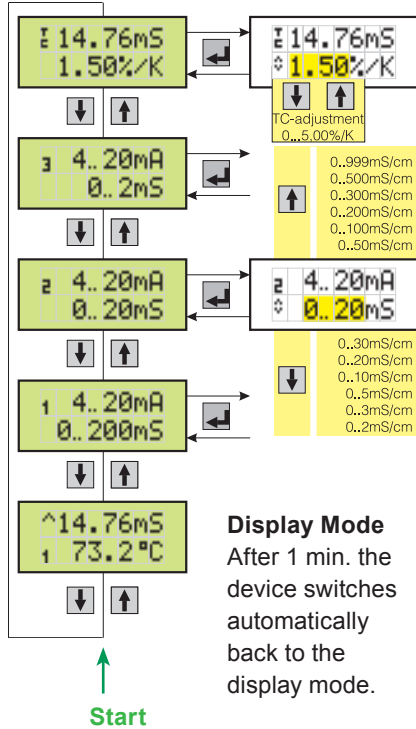 TC 14.76mS
1.50%/K
TC 14.76mS
1.50%/K
TC-adjustment
0...5.00%/K
3 4..20mA
0..2mS
0..999mS/cm
0..500mS/cm
0..300mS/cm
0..200mS/cm
0..100mS/cm
0..50mS/cm
2 4..20mA
0..20mS
2 4..20mA
0..20mS
0..30mS/cm
0..20mS/cm
0..10mS/cm
0..5mS/cm
0..3mS/cm
0..2mS/cm
1 4..20mA
0..200mS
^14.76mS
1 73.2°C
Display Mode
After 1 min. the
device switches
automatically
back to the
display mode.
Start